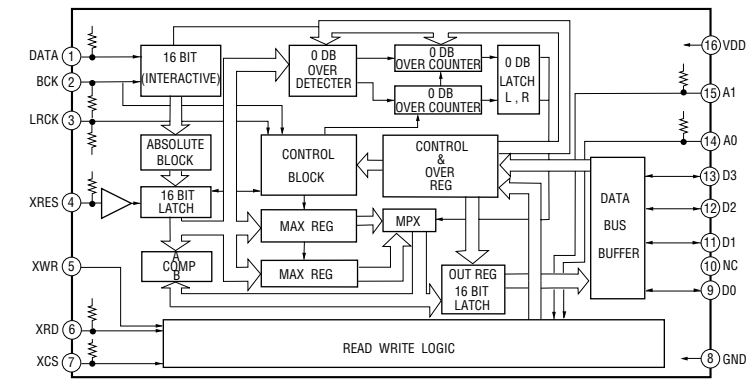 DATA 1
BCK 2
LRCK 3
XRES 4
XWR 5
XRD 6
XCS 7
16 BIT
(INTERACTIVE)
ABSOLUTE
BLOCK
16 BIT
LATCH
A
COMP
B
0 DB
OVER
DETECTER
0 DB
OVER COUNTER
0 DB
OVER COUNTER
0 DB
LATCH
L , R
CONTROL
BLOCK
CONTROL
&
OVER
REG
MAX REG
MAX REG
MPX
OUT REG
16 BIT
LATCH
DATA
BUS
BUFFER
READ WRITE LOGIC
16 VDD
15 A1
14 A0
13 D3
12 D2
11 D1
10 NC
9 D0
8 GND